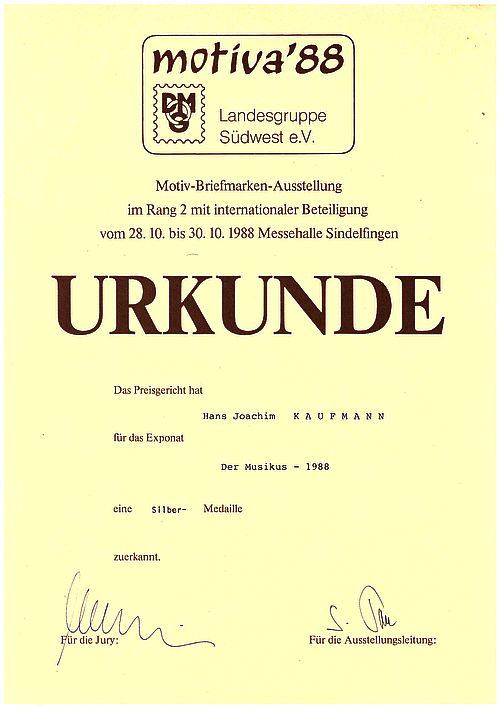 motiva'88
DMG
Landesgruppe
Südwest e.V.
Motiv-Briefmarken-Ausstellung
im Rang 2 mit internationaler Beteiligung
vom 28.10. bis 30.10.1988 Messehalle Sindelfingen
URKUNDE
Das Preisgericht hat
Hans Joachim K A U F M A N N
für das Exponat
Der Musikus - 1988
eine Silber- Medaille
zuerkannt.
Für die Jury:
Für die Ausstellungsleitung: